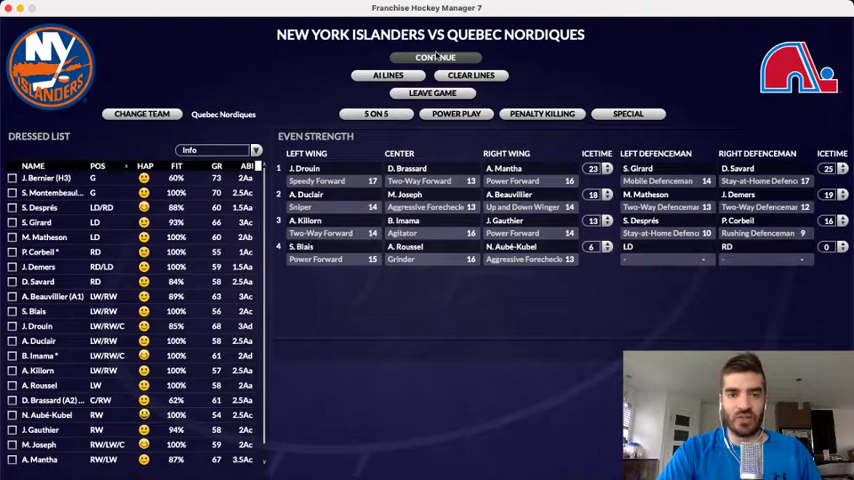 Franchise Hockey Manager 7
NEW YORK ISLANDERS VS QUEBEC NORDIQUES
CONTINUE
AI LINES CLEAR LINES
LEAVE GAME
CHANGE TEAM Quebec Nordiques 5 ON 5 POWER PLAY PENALTY KILLING SPECIAL
NY
ISLANDERS
DRESSED LIST
Info
NAME POS HAP FIT GR ABI
J. Bernier (H3) G 60% 73 2Aa
S. Montembeaul... G 100% 70 2.5Ac
S. Després LD/RD 88% 60 1.5Aa
S. Girard LD 93% 66 3Ac
M. Matheson LD 100% 60 2Ab
P. Corbeil * RD 100% 55 1Ac
J. Demers RD/LD 89% 59 1.5Aa
D. Savard RD 84% 58 2.5Aa
A. Beauvillier (A1) LW/RW 89% 63 3Ac
S. Blais LW/RW 100% 56 2Ac
J. Drouin LW/RW/C 85% 68 3Ad
A. Duclair LW/RW 100% 58 2.5Aa
B. Imama * LW/RW/C 100% 61 2Ad
A. Killorn LW/RW 100% 57 2.5Aa
A. Roussel LW 100% 58 2Aa
D. Brassard (A2) ... C/RW 62% 61 2.5Aa
N. Aubé-Kubel RW 100% 54 2.5Ac
J. Gauthier RW 94% 58 2Aa
M. Joseph RW/LW/C 100% 59 2Ac
A. Mantha RW/LW 87% 67 3.5Ac
EVEN STRENGTH
LEFT WING CENTER RIGHT WING ICETIME LEFT DEFENCEMAN RIGHT DEFENCEMAN ICETIME
1 J. Drouin D. Brassard A. Mantha 23 S. Girard D. Savard 25
Speedy Forward 17 Two-Way Forward 13 Power Forward 16 Mobile Defenceman 14 Stay-at-Home Defenc 17
2 A. Duclair M. Joseph A. Beauvillier 18 M. Matheson J. Demers 19
Sniper 14 Aggressive Forecheck 13 Up and Down Winger 14 Two-Way Defencema 13 Two-Way Defenceman 12
3 A. Killorn B. Imama J. Gauthier 13 S. Després P. Corbeil 16
Two-Way Forward 14 Agitator 16 Power Forward 14 Stay-at-Home Defenc 10 Rushing Defenceman 9
4 S. Blais A. Roussel N. Aubé-Kubel 6 LD RD 0
Power Forward 15 Grinder 16 Aggressive Forecheck 13 - - - -